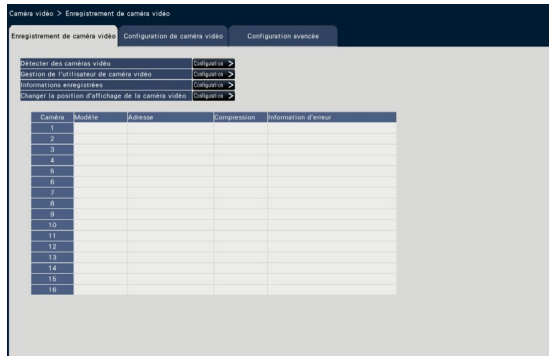 Caméra vidéo > Enregistrement de caméra vidéo
Enregistrement de caméra vidéo Configuration de caméra vidéo Configuration avancée
Détecter des caméras vidéo Configuration >
Gestion de l'utilisateur de caméra vidéo Configuration >
Informations enregistrées Configuration >
Changer la position d'affichage de la caméra vidéo Configuration >
Caméra Modèle Adresse Compression Information d'erreur
1
2
3
4
5
6
7
8
9
10
11
12
13
14
15
16